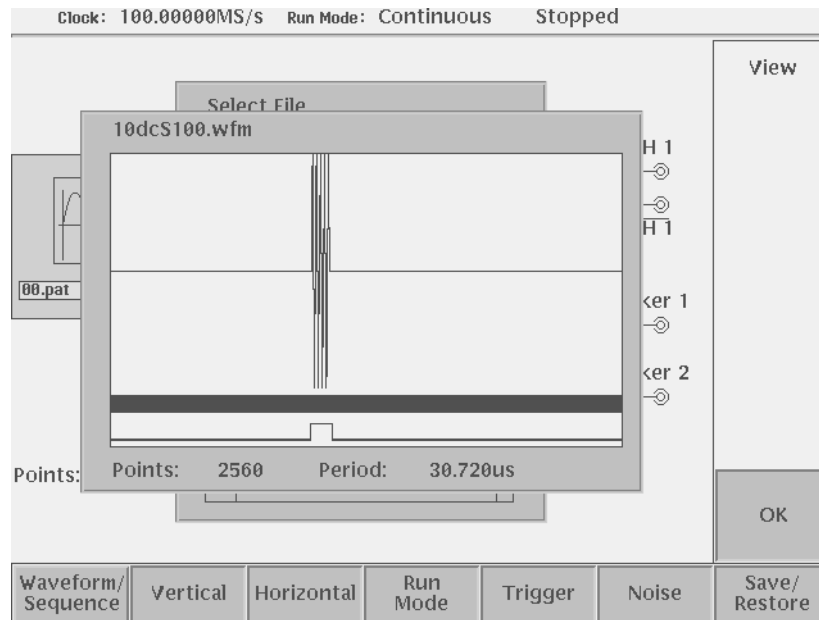 Clock: 100.00000MS/s Run Mode: Continuous Stopped
View
Select File
10dcS100.wfm
H 1
H 1
00.pat
ker 1
ker 2
Points:
Points: 2560 Period: 30.720us
OK
Waveform/
Sequence
Vertical
Horizontal
Run
Mode
Trigger
Noise
Save/
Restore